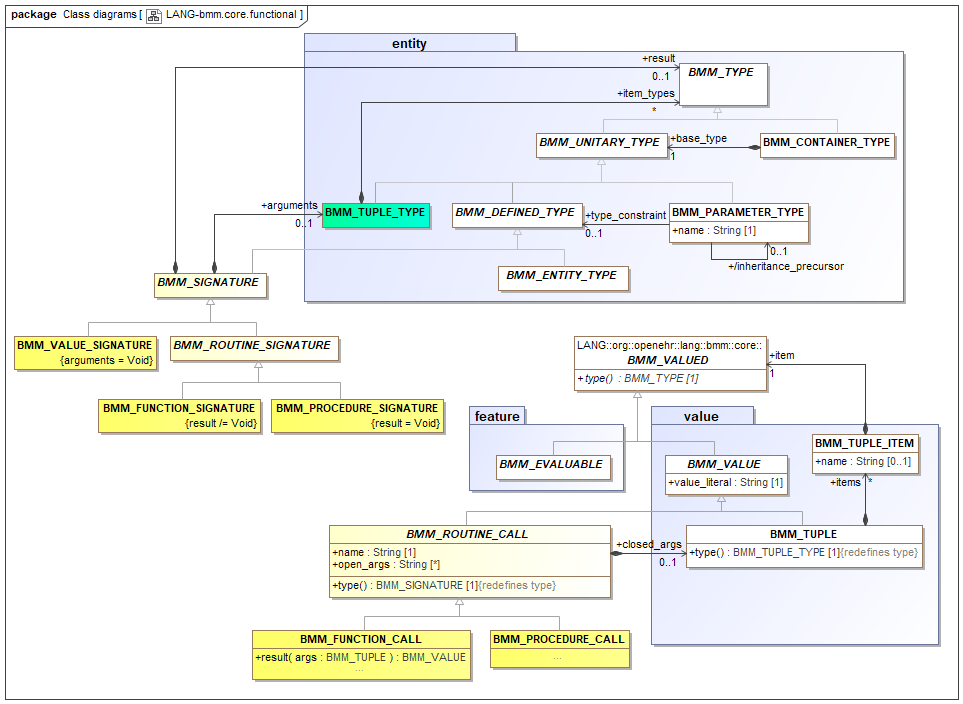 package Class diagrams [ LANG-bmm.core.functional ]
entity
+result
BMM_TYPE
0..1
+item_types
*
BMM_UNITARY_TYPE
+base_type
1
BMM_CONTAINER_TYPE
+arguments
0..1
BMM_TUPLE_TYPE
BMM_DEFINED_TYPE
+type_constraint
0..1
BMM_PARAMETER_TYPE
+name : String [1]
0..1
+/inheritance_precursor
BMM_ENTITY_TYPE
BMM_SIGNATURE
BMM_VALUE_SIGNATURE
{arguments = Void}
BMM_ROUTINE_SIGNATURE
BMM_FUNCTION_SIGNATURE
{result /= Void}
BMM_PROCEDURE_SIGNATURE
{result = Void}
LANG::org::openehr::lang::bmm::core::
BMM_VALUED
+type() : BMM_TYPE [1]
+item
1
feature
BMM_EVALUABLE
value
BMM_VALUE
+value_literal : String [1]
BMM_TUPLE_ITEM
+name : String [0..1]
+items
*
BMM_ROUTINE_CALL
+name : String [1]
+open_args : String [*]
+type() : BMM_SIGNATURE [1]{redefines type}
+closed_args
0..1
BMM_TUPLE
+type() : BMM_TUPLE_TYPE [1]{redefines type}
BMM_FUNCTION_CALL
+result( args : BMM_TUPLE ) : BMM_VALUE
...
BMM_PROCEDURE_CALL
...